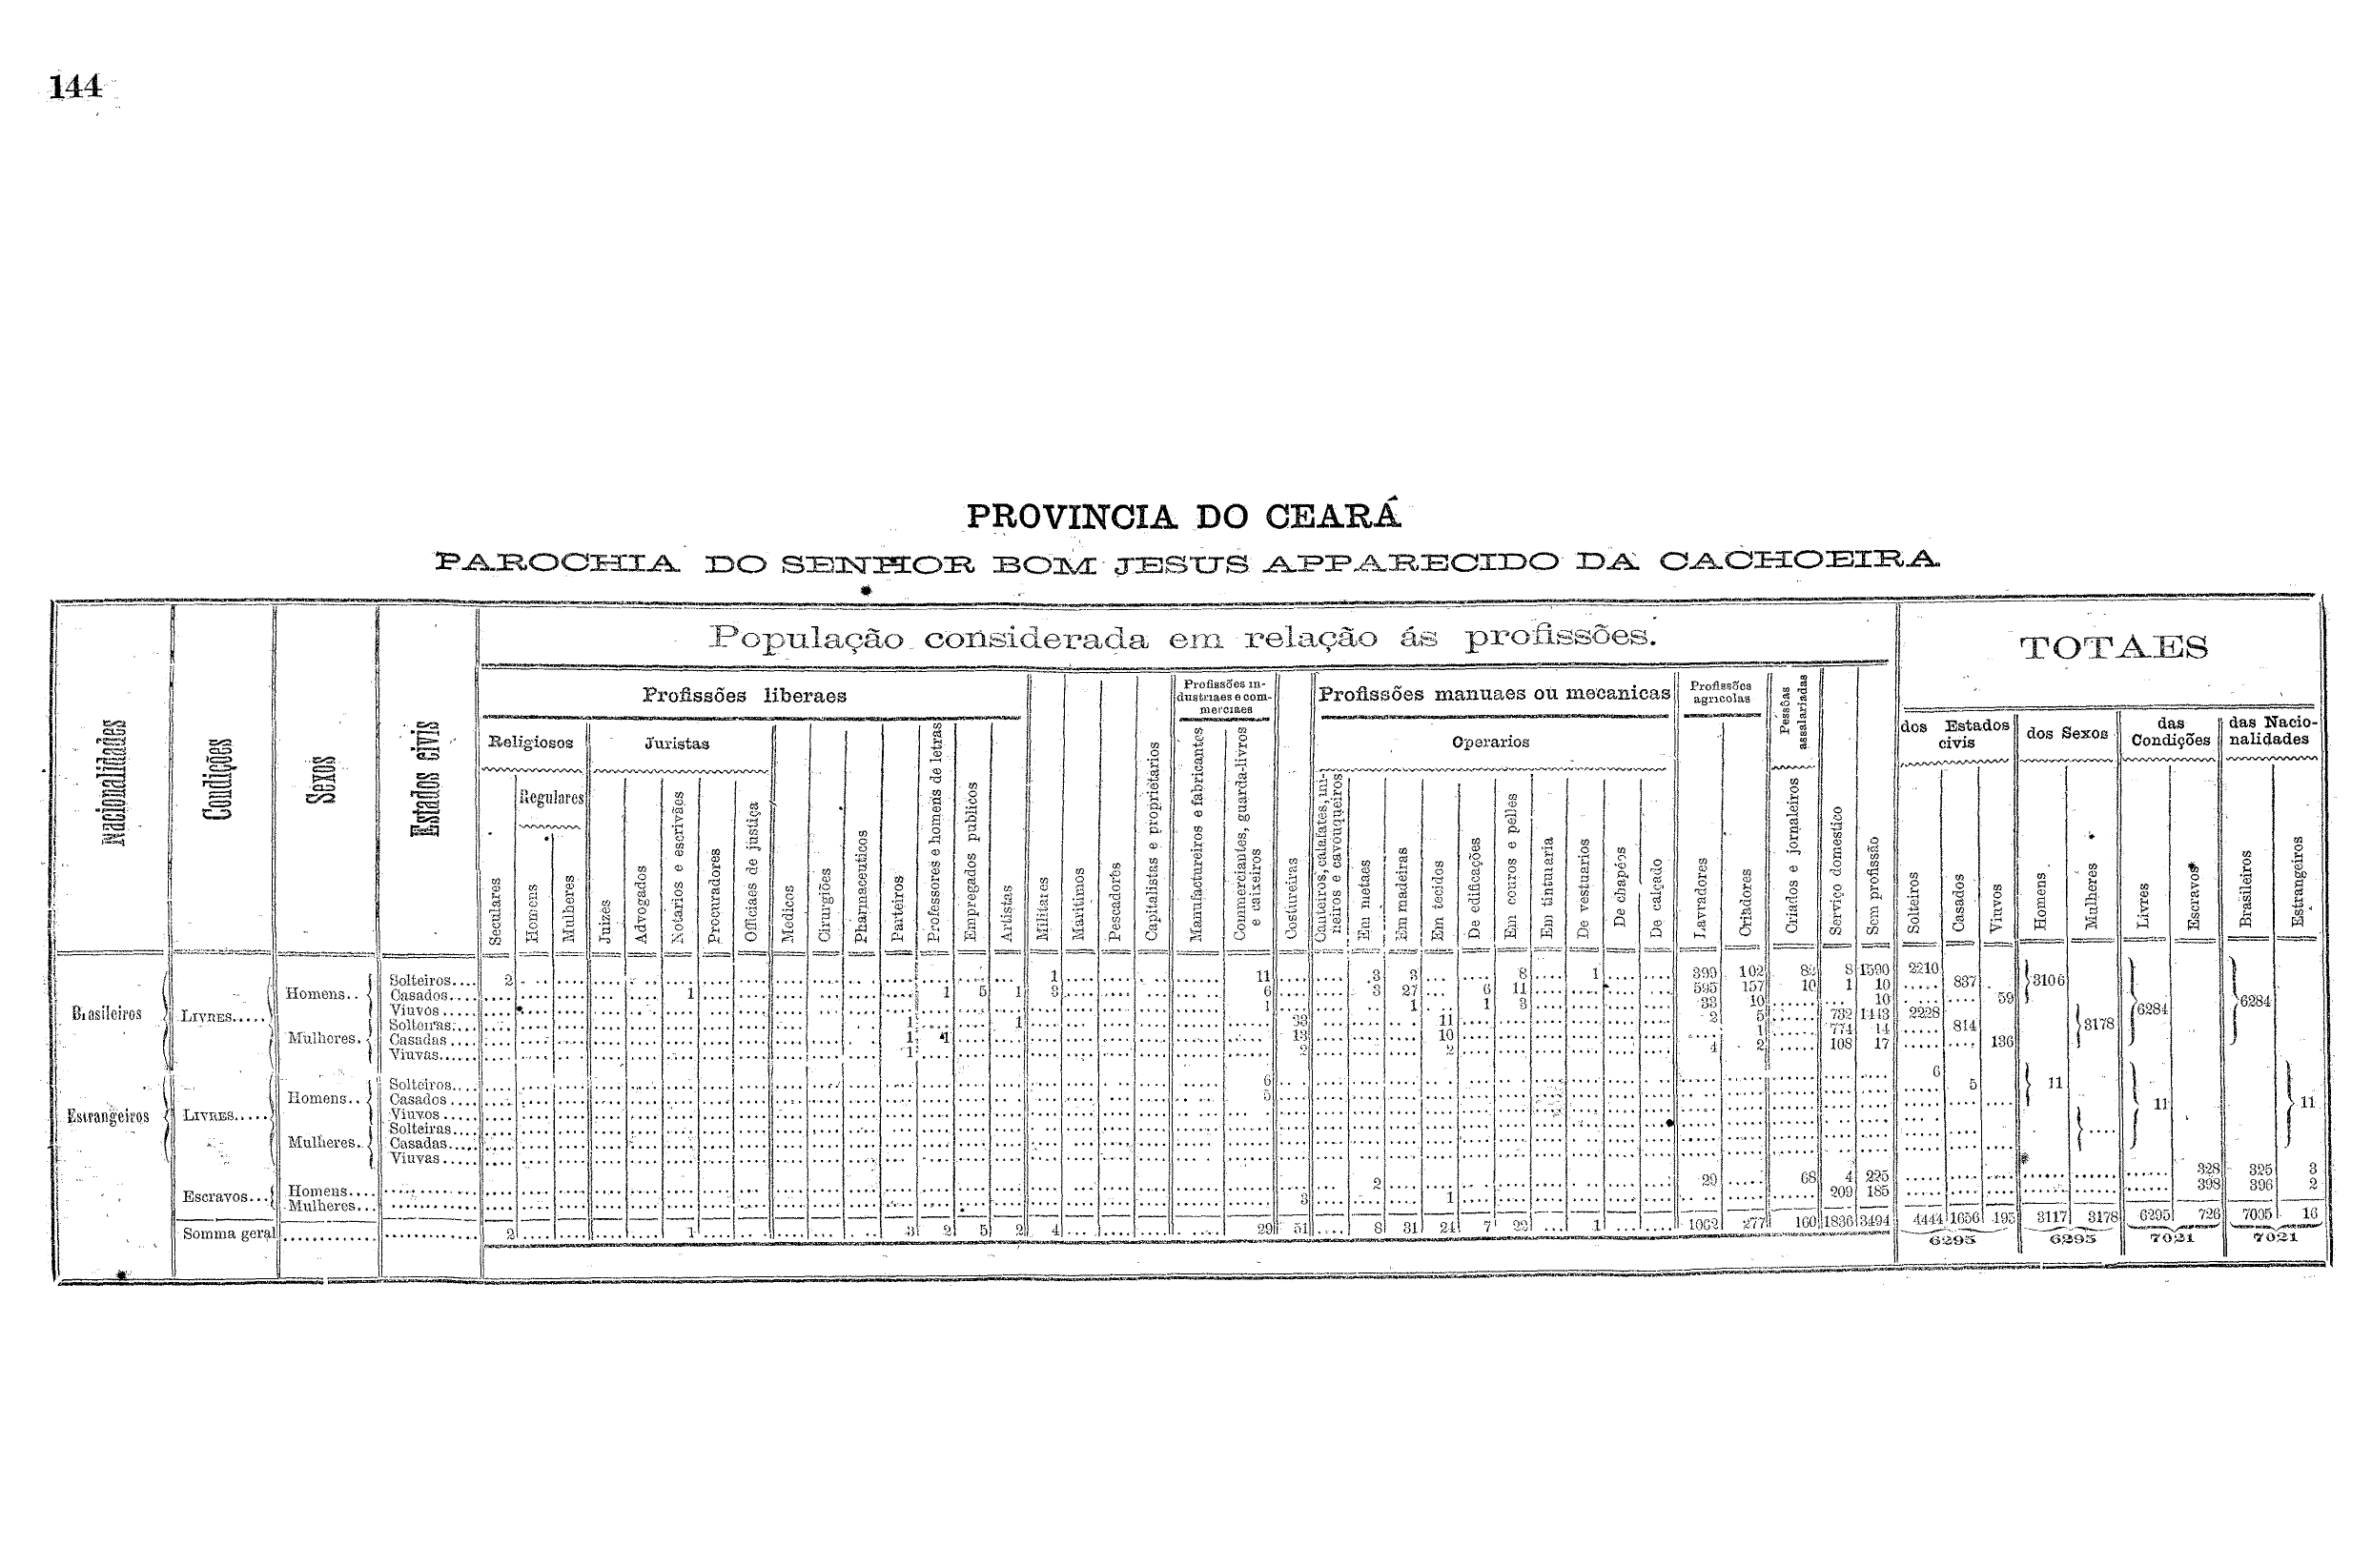 144
PROVINCIA DO CEARÁ
PAROCHIA DO SENHOR BOM JESUS APPARECIDO DA CACHOEIRA
População considerada em relação ás profissões.
TOTAES
Nacionalidades
Condições
Sexos
Estados civis
Profissões liberaes
Profissões industriaes e commerciaes
Profissões manuaes ou mecanicas
Profissões agricolas
Pessôas assalariadas
dos Estados civis
dos Sexos
das Condições
das Nacionalidades
Religiosos
Juristas
Operarios
Regulares
Seculares
Homens
Mulheres
Juizes
Advogados
Notarios e escrivães
Procuradores
Officiaes de justiça
Medicos
Cirurgiões
Pharmaceuticos
Parteiros
Professores e homens de letras
Empregados publicos
Artistas
Militares
Maritimos
Pescadores
Capitalistas e proprietarios
Manufactureiros e fabricantes
Commerciantes, guarda-livros e caixeiros
Costureiras
Canteiros, calafates, mineiros e cavouqueiros
Em metaes
Em madeiras
Em tecidos
De edificações
Em couros e pelles
Em tinturaria
De vestuarios
De chapéos
De calçado
Lavradores
Criadores
Criados e jornaleiros
Serviço domestico
Sem profissão
Solteiros
Casados
Viuvos
Homens
Mulheres
Livres
Escravos
Brasileiros
Estrangeiros
Brasileiros
LIVRES.....
Homens..
Solteiros.... 2 1 11 3 3 8 1 399 102 82 8 1590 2210
Casados.... 1 1 5 1 3 6 3 27 6 11 595 157 10 1 10 837 3106
Viuvos.... 1 1 1 3 33 10 10 59
Mulheres.
Solteiras... 1 1 33 11 2 5 732 1443 2228
Casadas.... 1 1 13 10 1 774 14 814 3178
Viuvas..... 1 2 2 4 2 108 17 136
6284 6284
Estrangeiros
LIVRES.....
Homens..
Solteiros.... 6 6
Casados.... 5 5 11
Viuvos....
Mulheres.
Solteiras....
Casadas.....
Viuvas.....
11 11
Escravos...
Homens.... 2 29 68 4 225 328 325 3
Mulheres... 3 1 209 185 398 396 2
Somma geral 2 1 3 2 5 2 4 29 51 8 31 24 7 22 1 1062 277 160 1836 3494 4444 1656 195 3117 3178 6295 726 7005 16
6295 6295 7021 7021